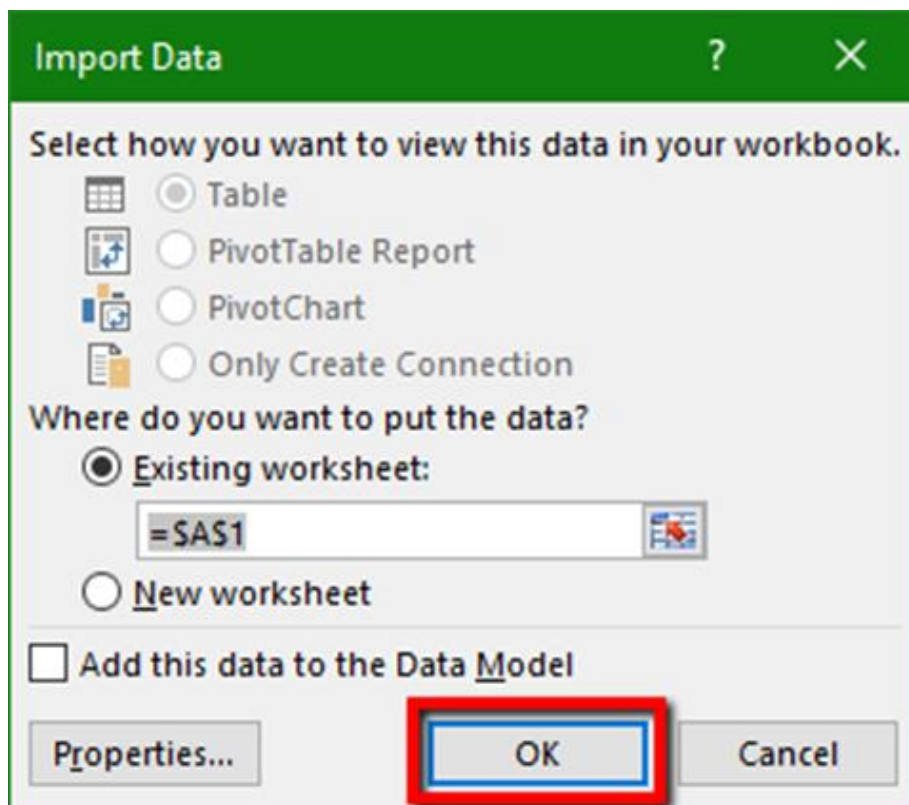 Import Data ?
Select how you want to view this data in your workbook.
Table
PivotTable Report
PivotChart
Only Create Connection
Where do you want to put the data?
Existing worksheet:
=$A$1
New worksheet
Add this data to the Data Model
Properties... OK Cancel